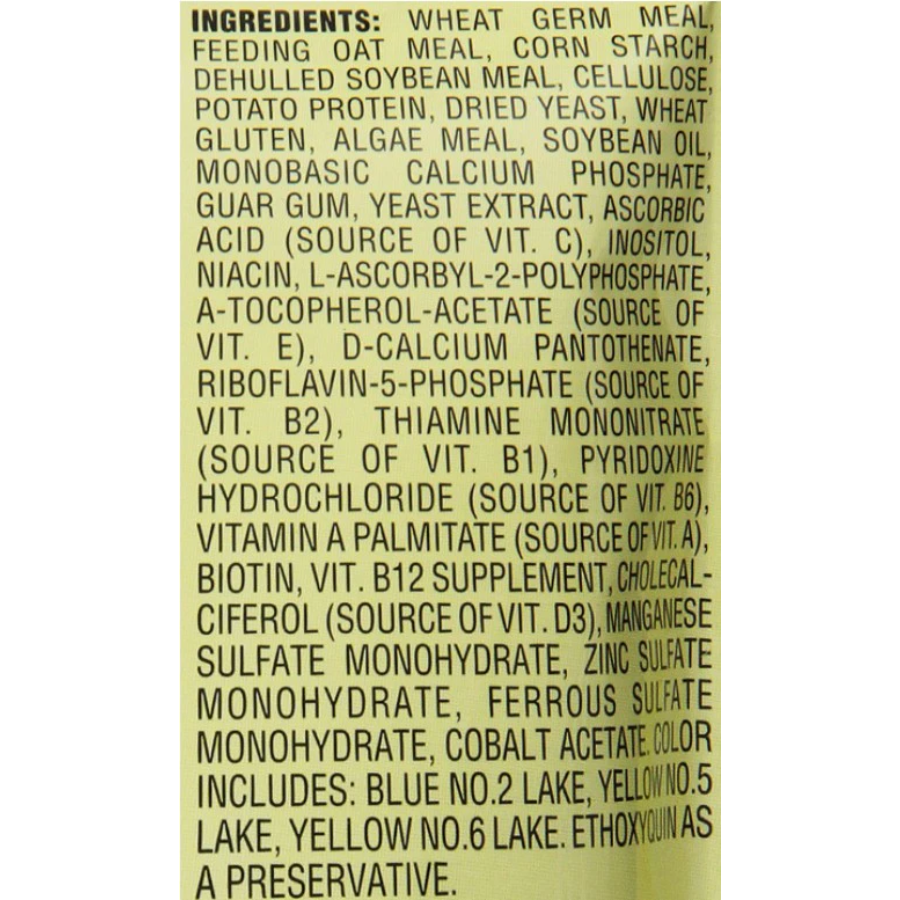 INGREDIENTS: WHEAT GERM MEAL,
FEEDING OAT MEAL, CORN STARCH,
DEHULLED SOYBEAN MEAL, CELLULOSE,
POTATO PROTEIN, DRIED YEAST, WHEAT
GLUTEN, ALGAE MEAL, SOYBEAN OIL,
MONOBASIC CALCIUM PHOSPHATE,
GUAR GUM, YEAST EXTRACT, ASCORBIC
ACID (SOURCE OF VIT. C), INOSITOL,
NIACIN, L-ASCORBYL-2-POLYPHOSPHATE,
A-TOCOPHEROL-ACETATE (SOURCE OF
VIT. E), D-CALCIUM PANTOTHENATE,
RIBOFLAVIN-5-PHOSPHATE (SOURCE OF
VIT. B2), THIAMINE MONONITRATE
(SOURCE OF VIT. B1), PYRIDOXINE
HYDROCHLORIDE (SOURCE OF VIT. B6),
VITAMIN A PALMITATE (SOURCE OF VIT. A),
BIOTIN, VIT. B12 SUPPLEMENT, CHOLECAL-
CIFEROL (SOURCE OF VIT. D3), MANGANESE
SULFATE MONOHYDRATE, ZINC SULFATE
MONOHYDRATE, FERROUS SULFATE
MONOHYDRATE, COBALT ACETATE. COLOR
INCLUDES: BLUE NO.2 LAKE, YELLOW NO.5
LAKE, YELLOW NO.6 LAKE. ETHOXYQUIN AS
A PRESERVATIVE.